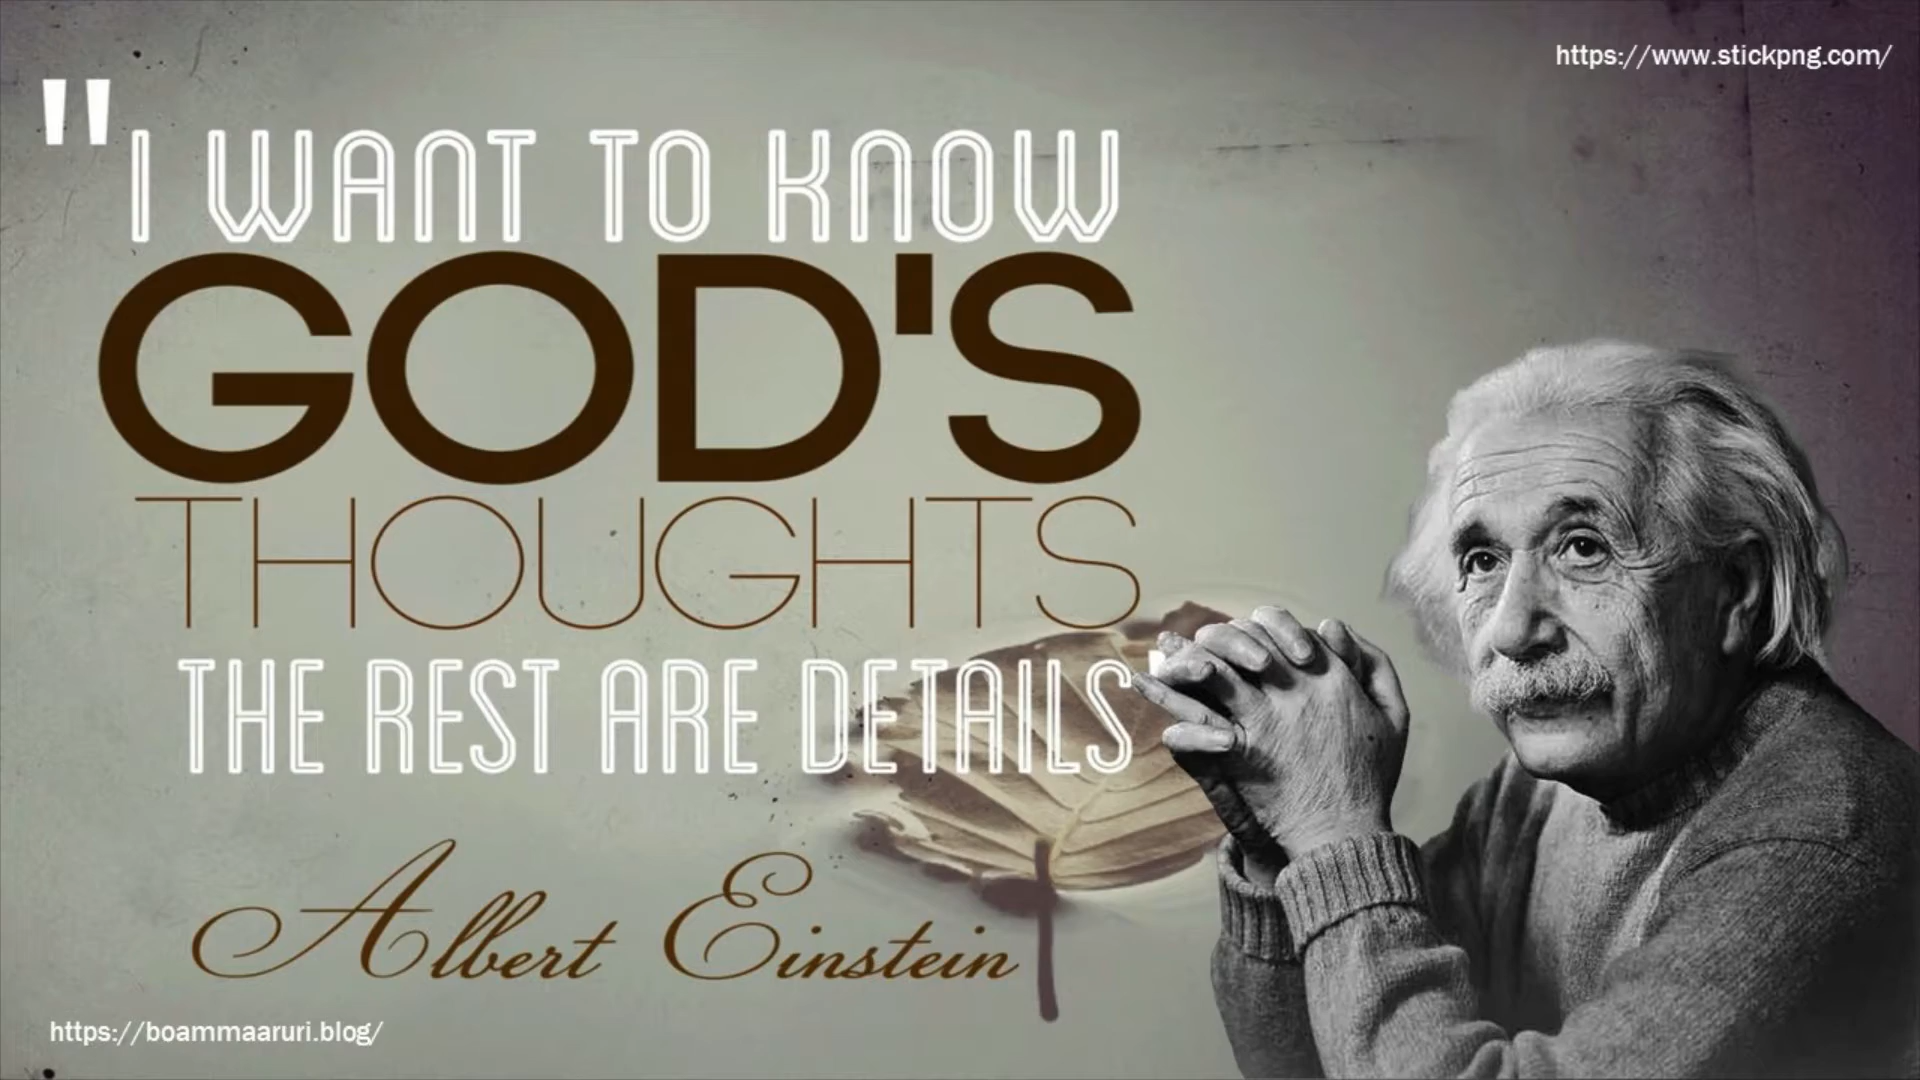 https://www.stickpng.com/
"I WANT TO KNOW
GOD'S
THOUGHTS
THE REST ARE DETAILS"
Albert Einstein
https://boammaaruri.blog/